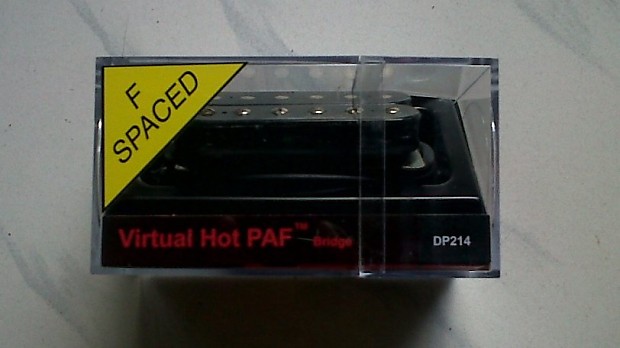 F
SPACED
Virtual Hot PAF™ Bridge DP214